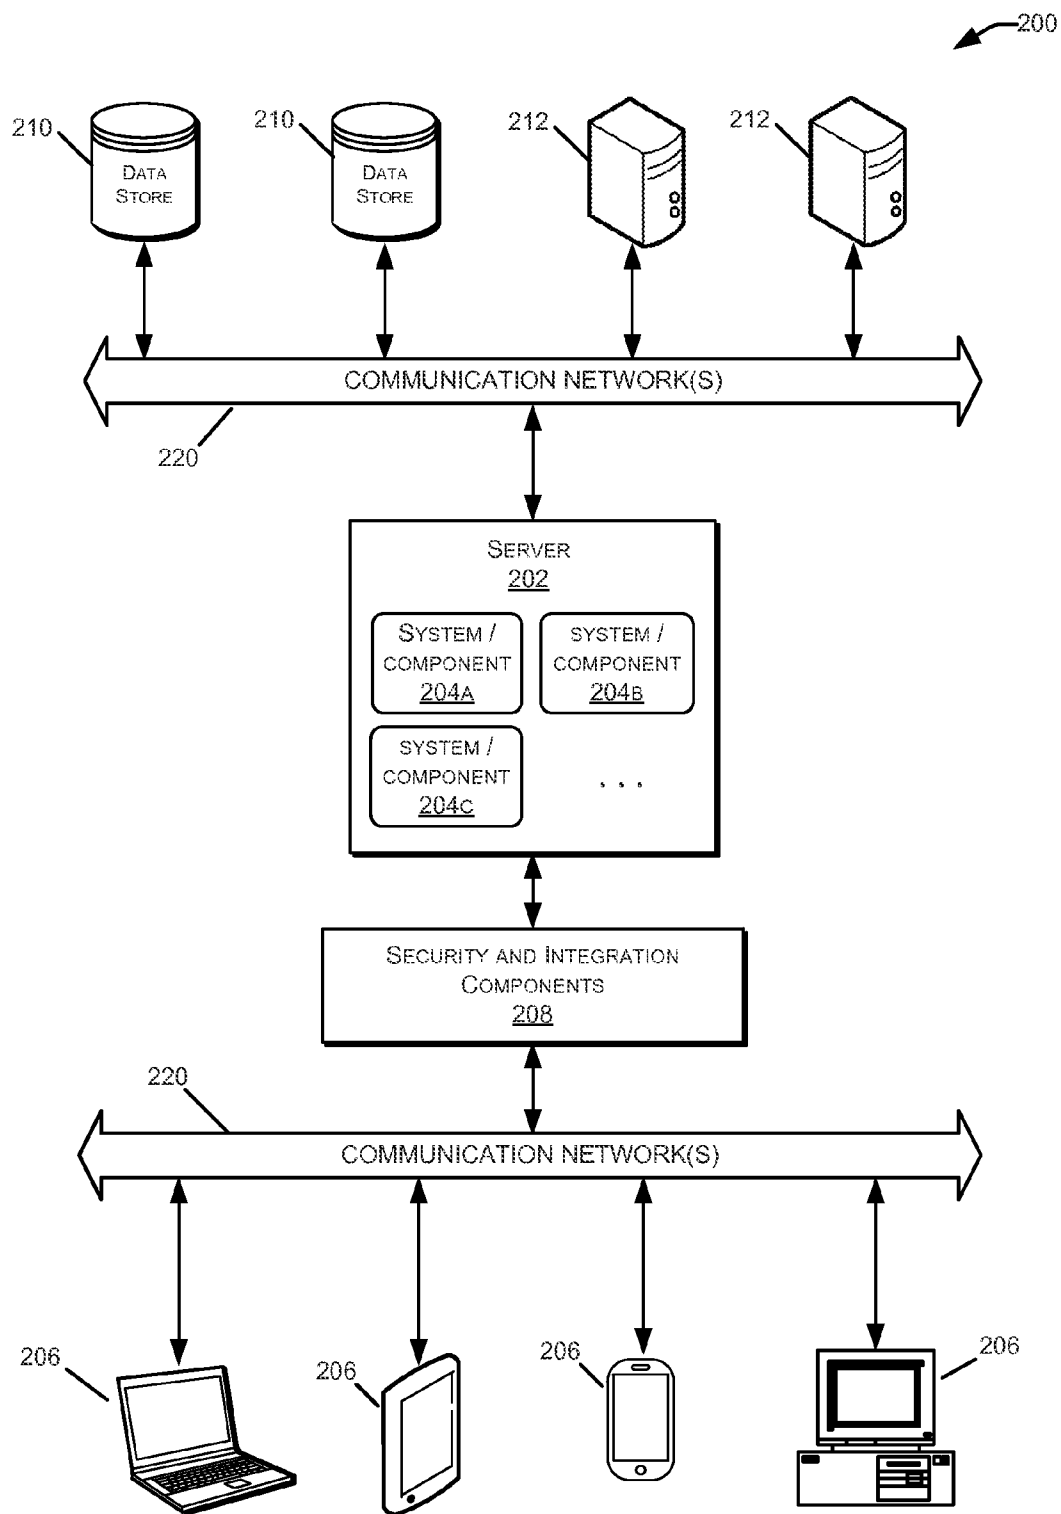 200
210
210
212
212
DATA
STORE
DATA
STORE
COMMUNICATION NETWORK(S)
220
SERVER
202
SYSTEM /
COMPONENT
204A
SYSTEM /
COMPONENT
204B
SYSTEM /
COMPONENT
204C
. . .
SECURITY AND INTEGRATION
COMPONENTS
208
220
COMMUNICATION NETWORK(S)
206
206
206
206